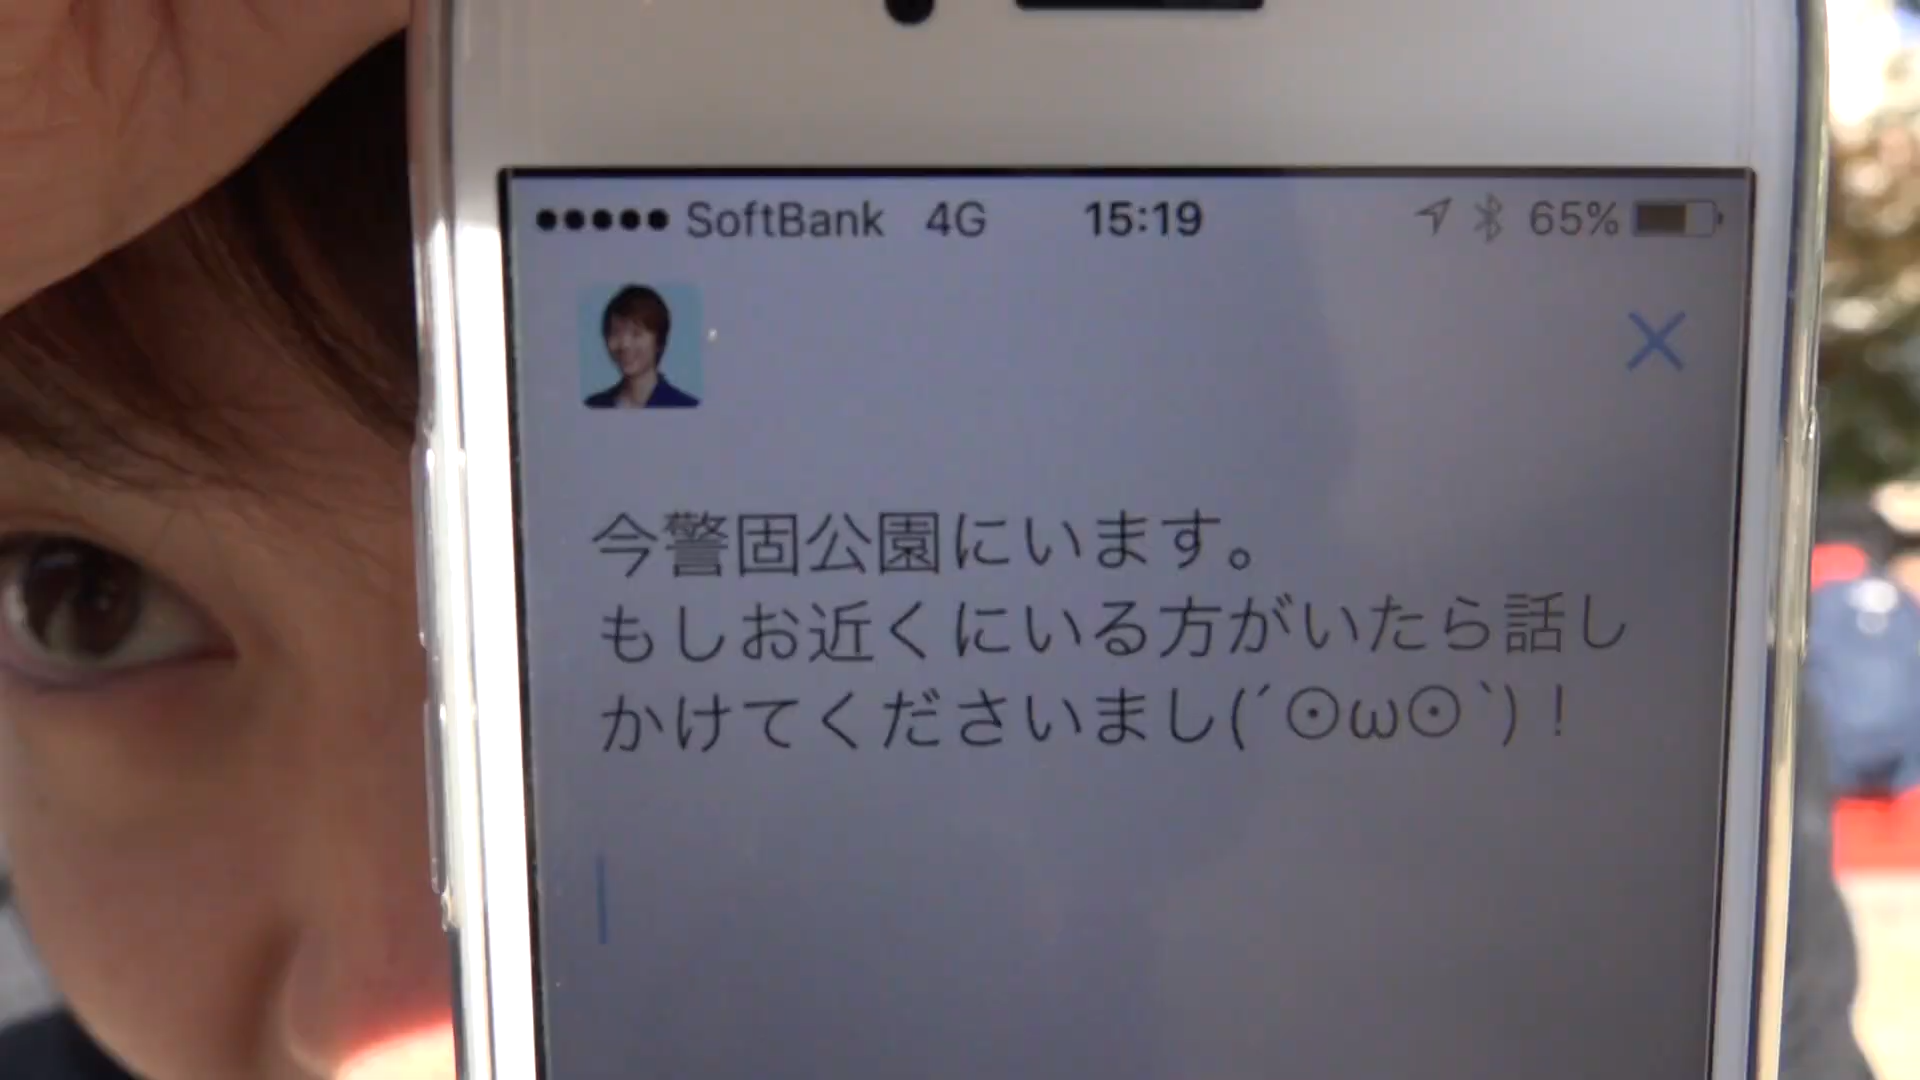 ●●●●● SoftBank 4G 15:19 65%
今警固公園にいます。
もしお近くにいる方がいたら話し
かけてくださいまし(´⊙ω⊙`)！